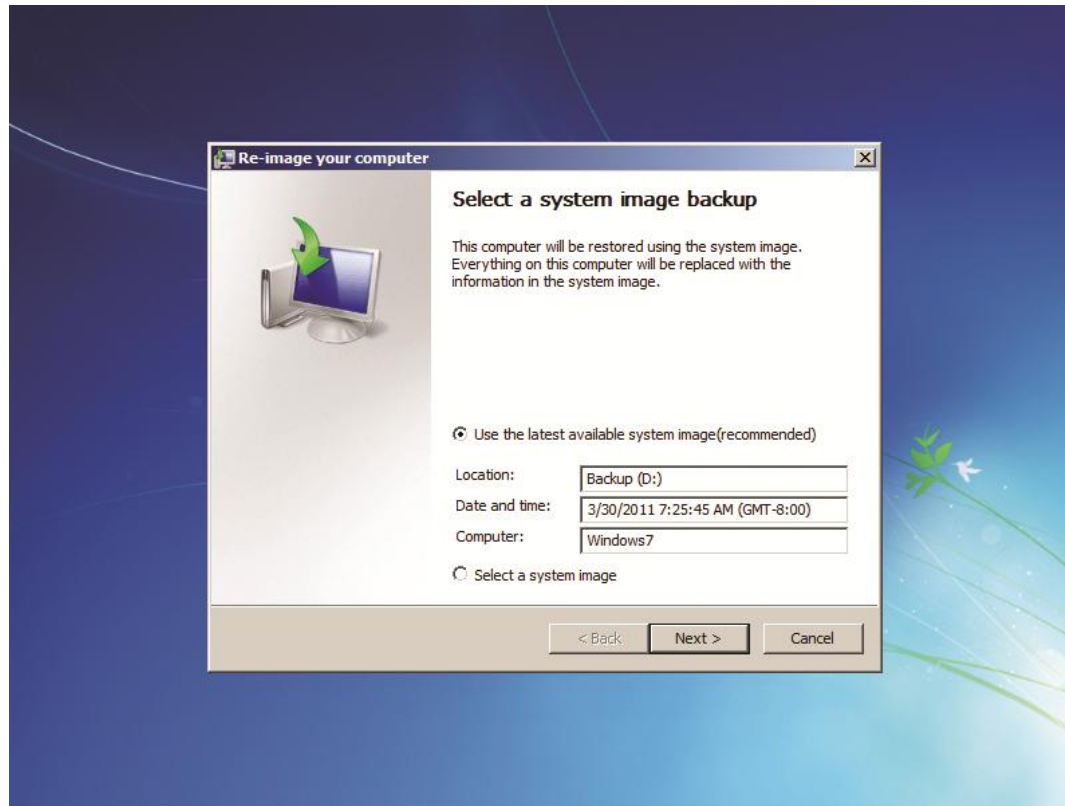 Re-image your computer
Select a system image backup
This computer will be restored using the system image.
Everything on this computer will be replaced with the
information in the system image.
Use the latest available system image(recommended)
Location: Backup (D:)
Date and time: 3/30/2011 7:25:45 AM (GMT-8:00)
Computer: Windows7
Select a system image
< Back Next > Cancel